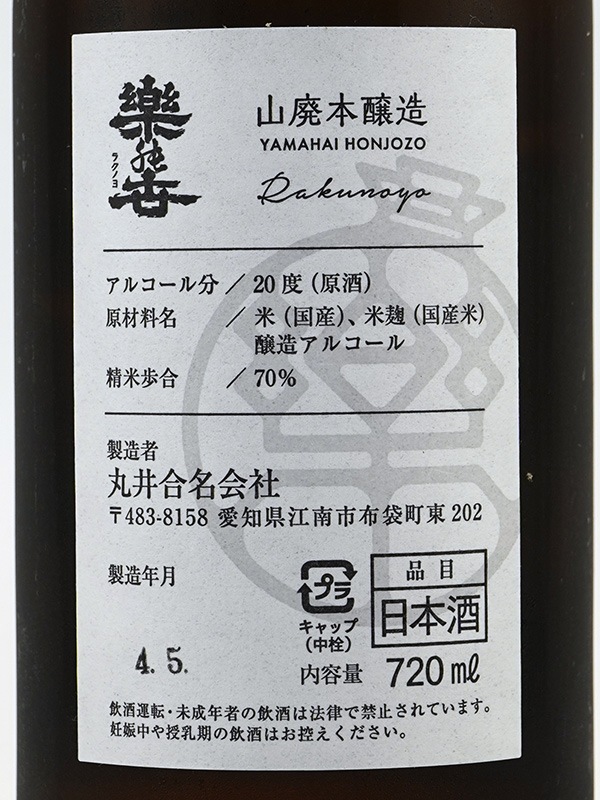 樂の世
ラクノヨ
山廃本醸造
YAMAHAI HONJOZO
Rakunoyo
アルコール分／20度（原酒）
原材料名／米（国産）、米麹（国産米）
醸造アルコール
精米歩合／70%
製造者
丸井合名会社
〒483-8158 愛知県江南市布袋町東202
製造年月
4.5.
プラ
キャップ
（中栓）
品目
日本酒
内容量 720ml
飲酒運転・未成年者の飲酒は法律で禁止されています。
妊娠中や授乳期の飲酒はお控えください。